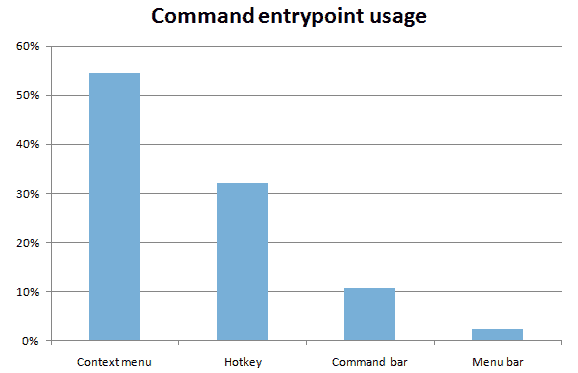 Command entrypoint usage
60%
50%
40%
30%
20%
10%
0%
Context menu
Hotkey
Command bar
Menu bar